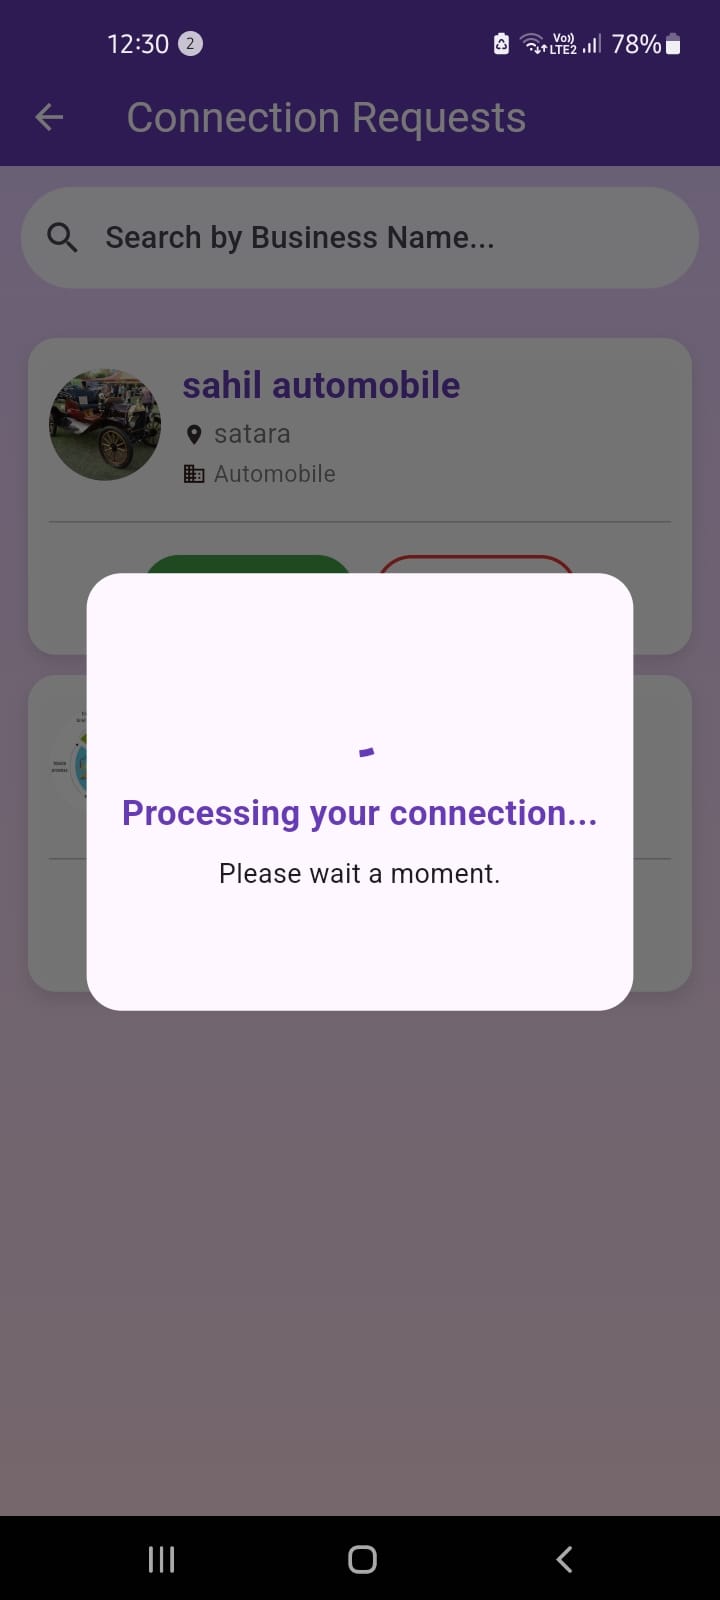 12:30 2 Vo)) LTE2 78%
Connection Requests
Search by Business Name...
sahil automobile
satara
Automobile
Processing your connection...
Please wait a moment.